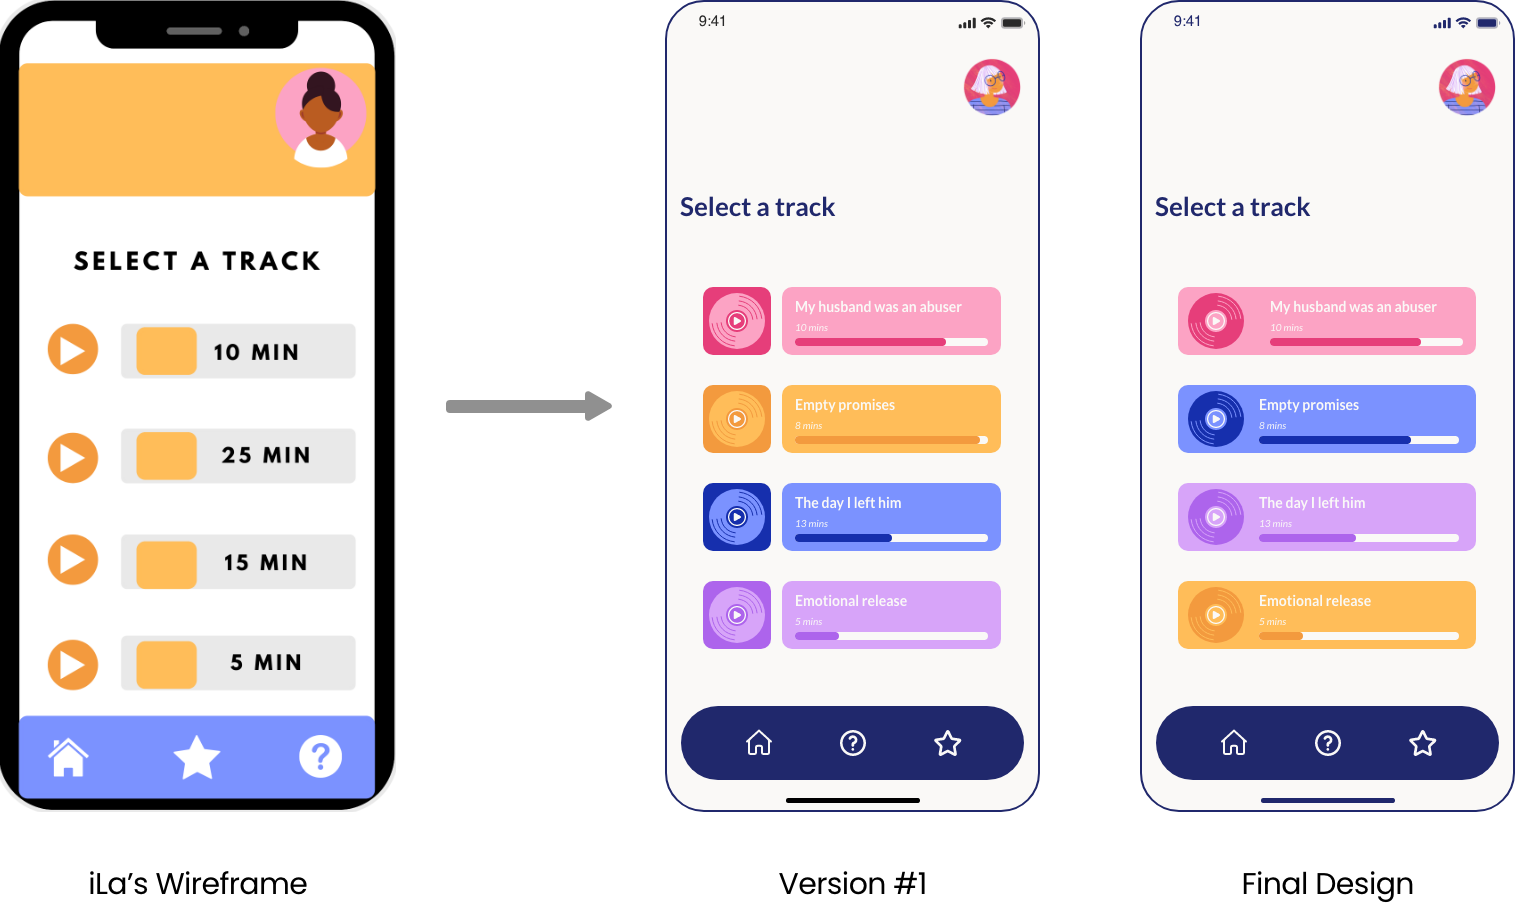 SELECT A TRACK
10 MIN
25 MIN
15 MIN
5 MIN
?
iLa's Wireframe
9:41
Select a track
My husband was an abuser
10 mins
Empty promises
8 mins
The day I left him
13 mins
Emotional release
5 mins
?
Version #1
9:41
Select a track
My husband was an abuser
10 mins
Empty promises
8 mins
The day I left him
13 mins
Emotional release
5 mins
?
Final Design